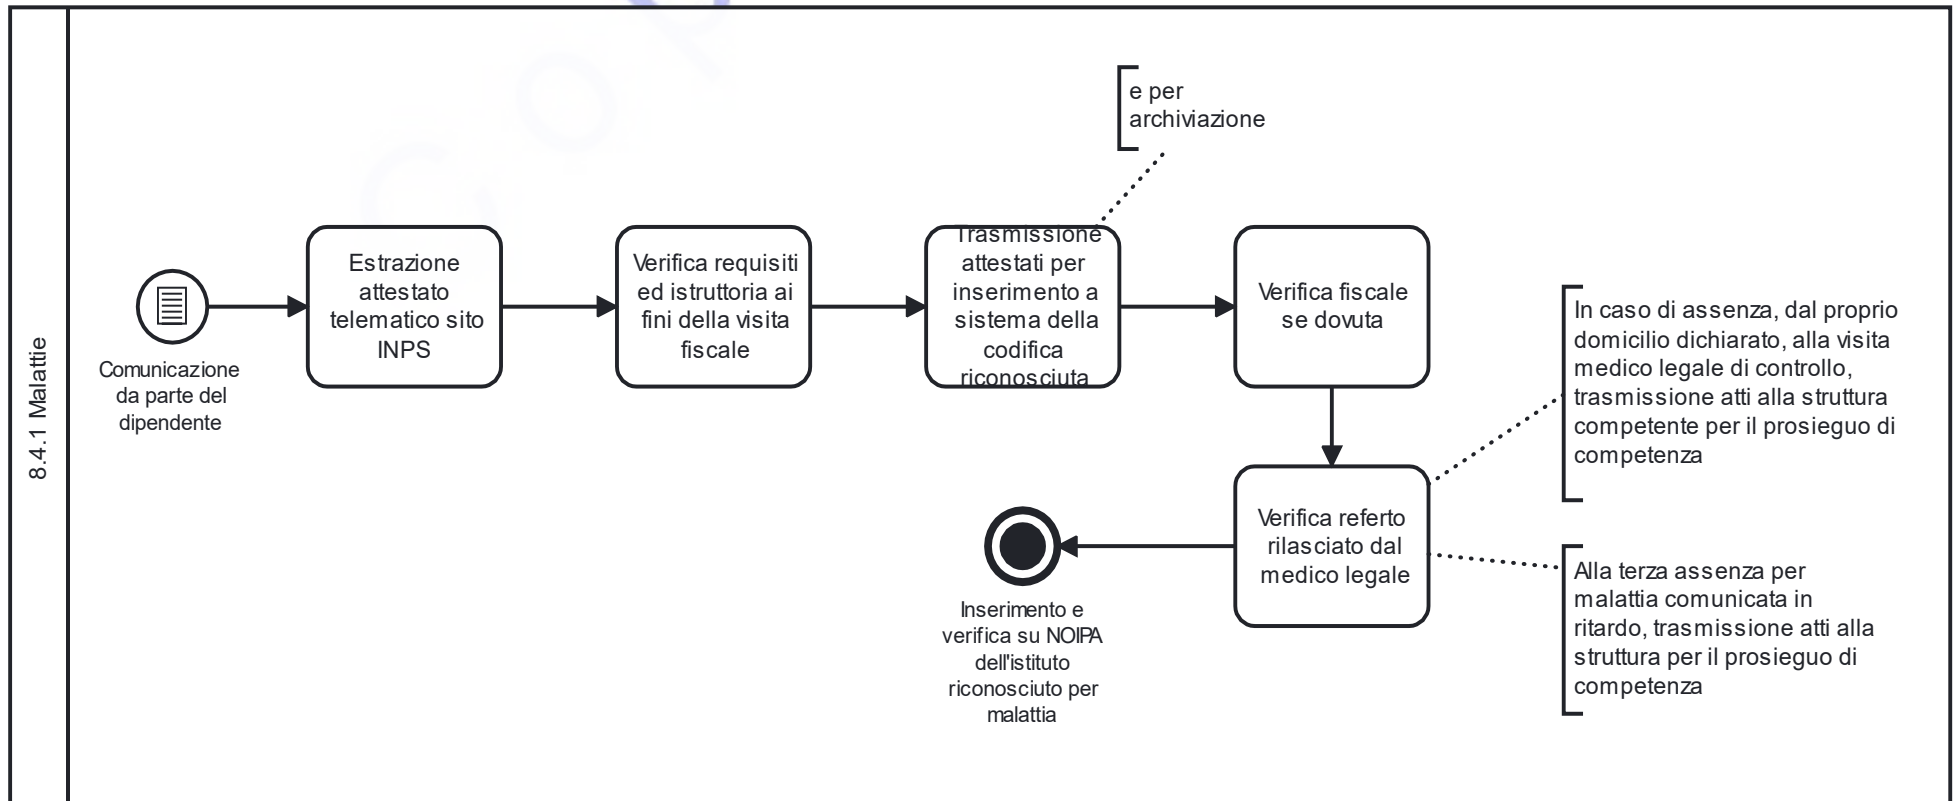 8.4.1 Malattie
Comunicazione
da parte del
dipendente
Estrazione
attestato
telematico sito
INPS
Verifica requisiti
ed istruttoria ai
fini della visita
fiscale
Trasmissione
attestati per
inserimento a
sistema della
codifica
riconosciuta
e per
archiviazione
Verifica fiscale
se dovuta
Verifica referto
rilasciato dal
medico legale
In caso di assenza, dal proprio
domicilio dichiarato, alla visita
medico legale di controllo,
trasmissione atti alla struttura
competente per il prosieguo di
competenza
Alla terza assenza per
malattia comunicata in
ritardo, trasmissione atti alla
struttura per il prosieguo di
competenza
Inserimento e
verifica su NOIPA
dell'istituto
riconosciuto per
malattia